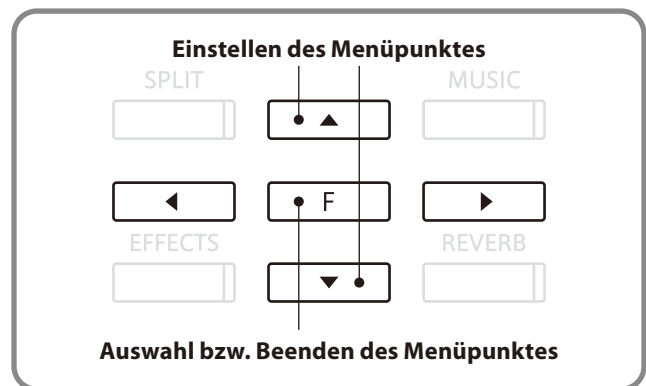 Einstellen des Menüpunktes
SPLIT
MUSIC
F
EFFECTS
REVERB
Auswahl bzw. Beenden des Menüpunktes